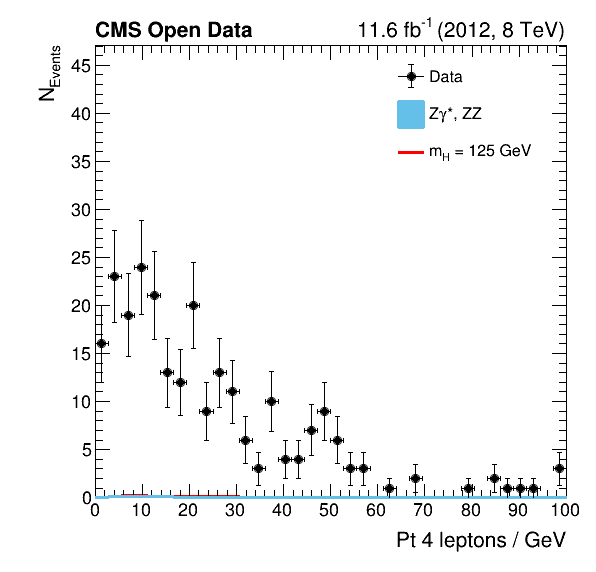 CMS Open Data
11.6 fb⁻¹ (2012, 8 TeV)
N_Events
45
40
35
30
25
20
15
10
5
0
Data
Zγ*, ZZ
m_H = 125 GeV
0 10 20 30 40 50 60 70 80 90 100
Pt 4 leptons / GeV